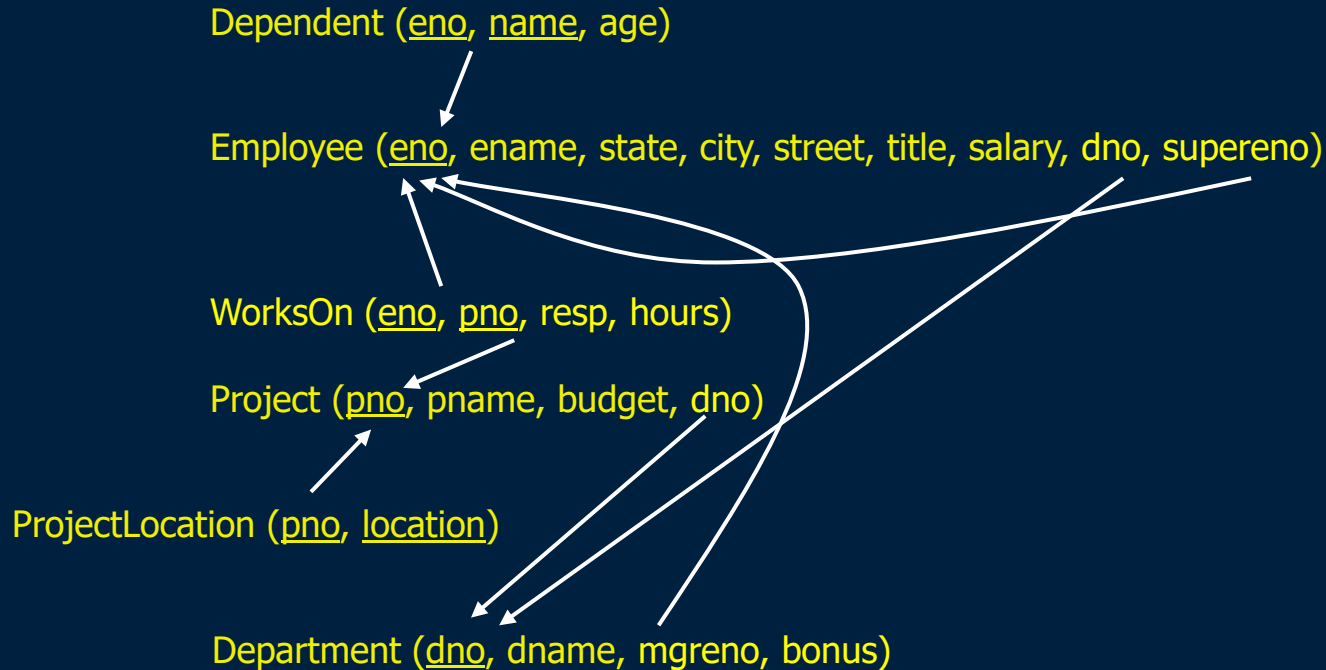 Dependent (eno, name, age)
Employee (eno, ename, state, city, street, title, salary, dno, supereno)
WorksOn (eno, pno, resp, hours)
Project (pno, pname, budget, dno)
ProjectLocation (pno, location)
Department (dno, dname, mgreno, bonus)